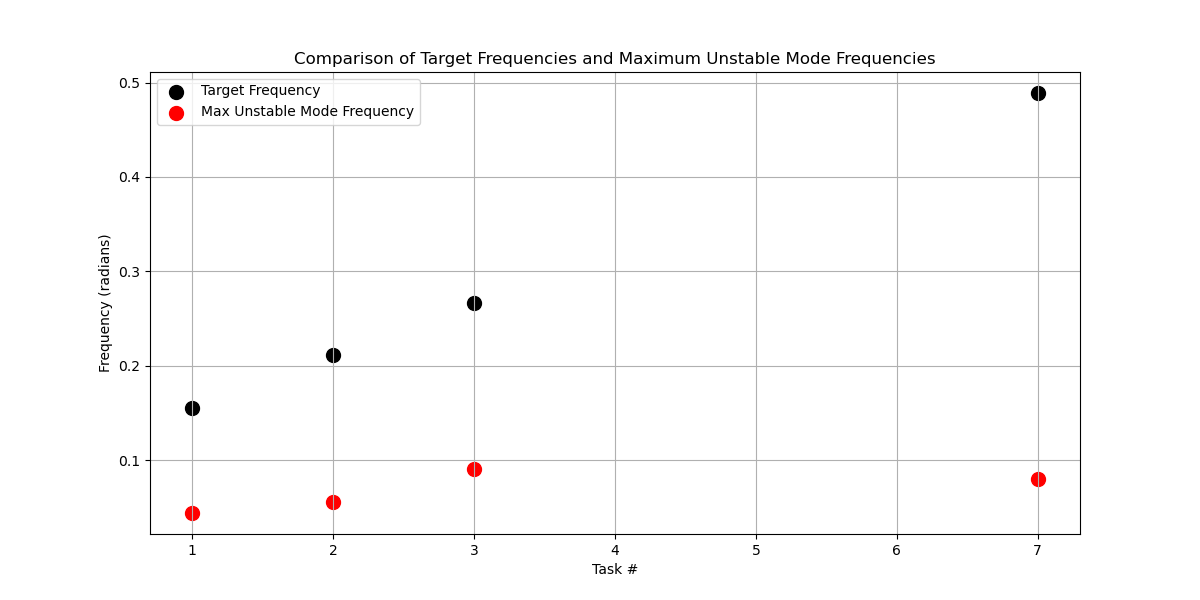 Comparison of Target Frequencies and Maximum Unstable Mode Frequencies
Target Frequency
Max Unstable Mode Frequency
Frequency (radians)
0.5
0.4
0.3
0.2
0.1
1 2 3 4 5 6 7
Task #